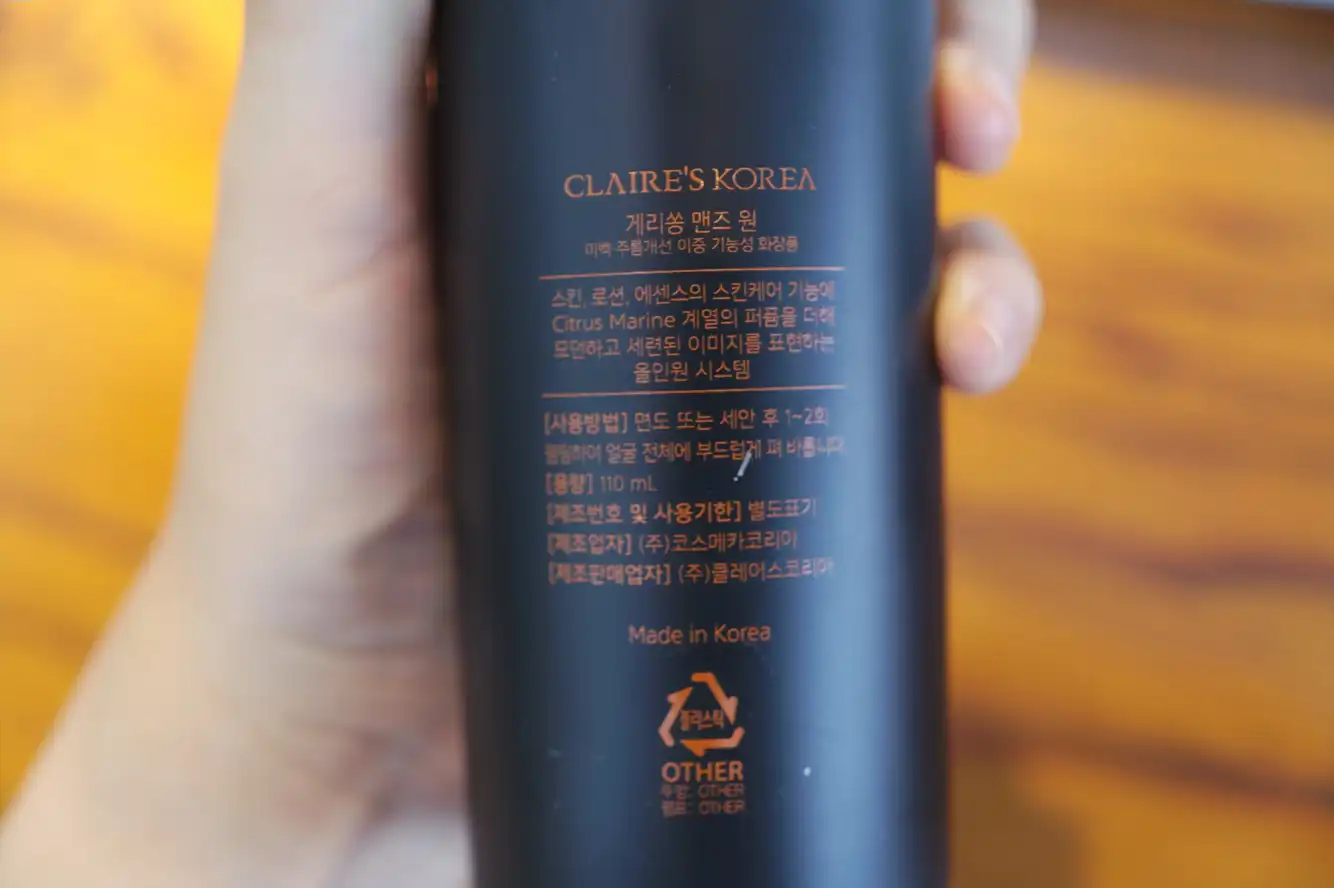 CLAIRE'S KOREA
게리쏭 맨즈 원
미백·주름개선 이중 기능성 화장품
스킨, 로션, 에센스의 스킨케어 기능에
Citrus Marine 계열의 퍼퓸을 더해
모던하고 세련된 이미지를 표현하는
올인원 시스템
[사용방법] 면도 또는 세안 후 1~2회
펌핑하여 얼굴 전체에 부드럽게 펴 바릅니다.
[용량] 110 mL
[제조번호 및 사용기한] 별도표기
[제조업자] (주)코스메카코리아
[제조판매업자] (주)클레어스코리아
Made in Korea
플라스틱
OTHER
뚜껑: OTHER
펌프: OTHER